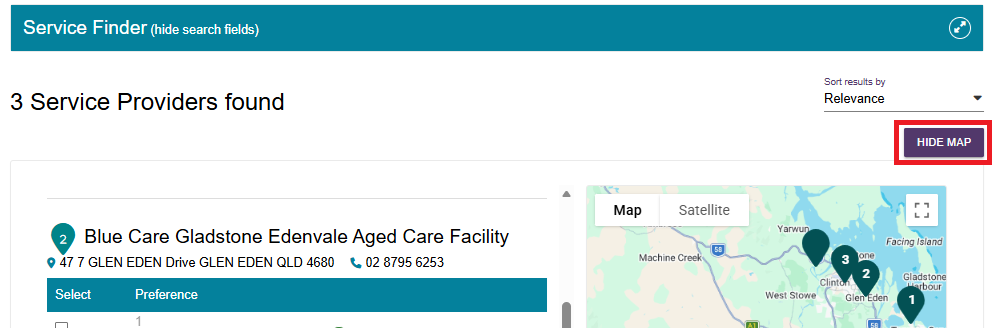 Service Finder (hide search fields)
Sort results by
3 Service Providers found
Relevance
HIDE MAP
2 Blue Care Gladstone Edenvale Aged Care Facility
47 7 GLEN EDEN Drive GLEN EDEN QLD 4680 02 8795 6253
Select Preference
1
Map Satellite
Yarwun
58
Facing Island
Machine Creek
3
stone
2
Clinton
Gladstone
Harbour
West Stowe
Glen Eden
1
A1
58